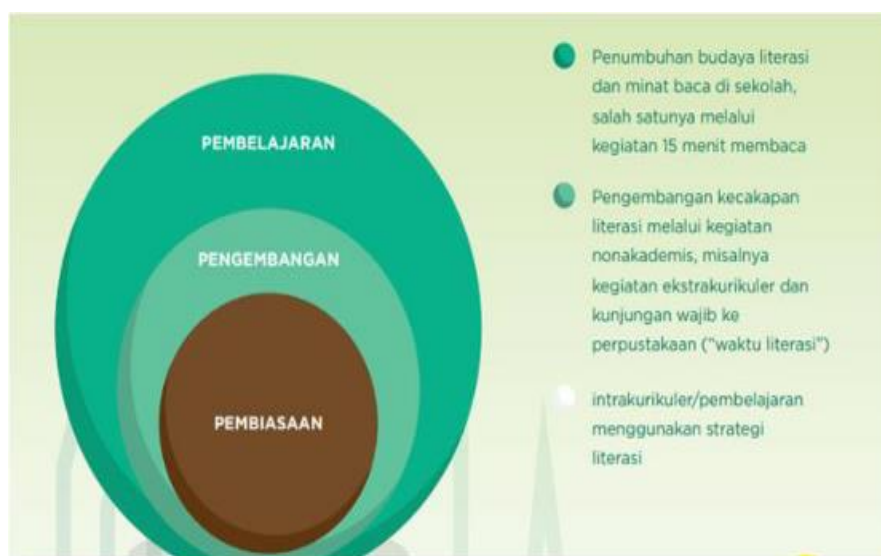 PEMBELAJARAN
PENGEMBANGAN
PEMBIASAAN
Penumbuhan budaya literasi
dan minat baca di sekolah,
salah satunya melalui
kegiatan 15 menit membaca
Pengembangan kecakapan
literasi melalui kegiatan
nonakademis, misalnya
kegiatan ekstrakurikuler dan
kunjungan wajib ke
perpustakaan (“waktu literasi”)
intrakurikuler/pembelajaran
menggunakan strategi
literasi